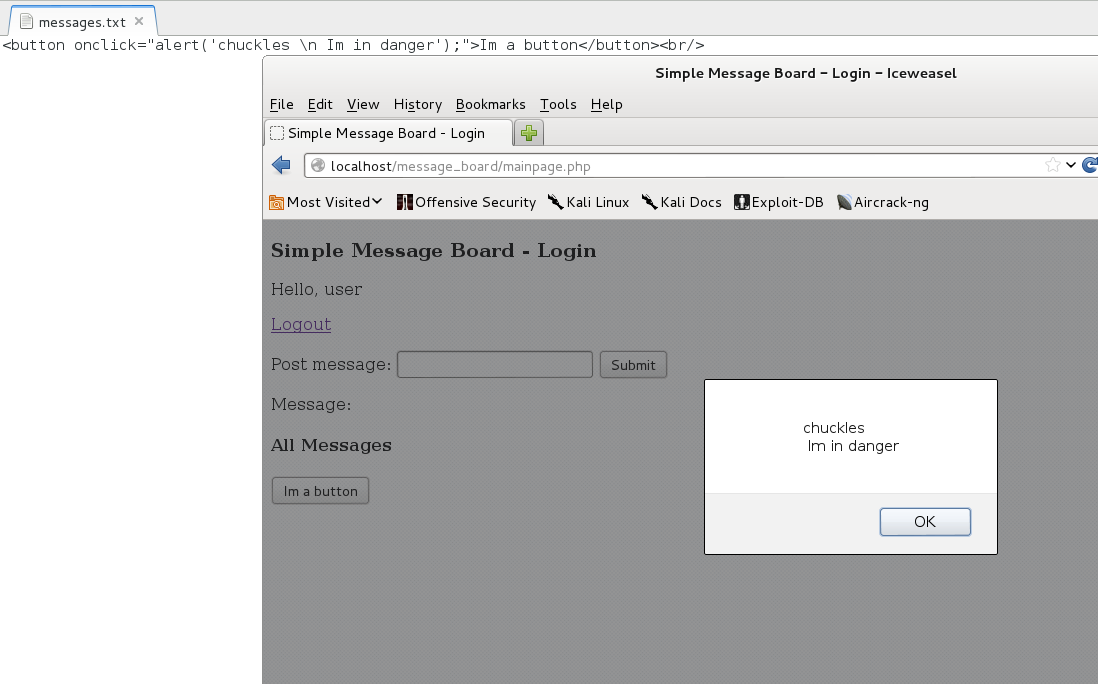 messages.txt
<button onclick="alert('chuckles \n Im in danger');">Im a button</button><br/>
Simple Message Board - Login - Iceweasel
File Edit View History Bookmarks Tools Help
Simple Message Board - Login
localhost/message_board/mainpage.php
Most Visited Offensive Security Kali Linux Kali Docs Exploit-DB Aircrack-ng
Simple Message Board - Login
Hello, user
Logout
Post message: Submit
Message:
All Messages
Im a button
chuckles
Im in danger
OK